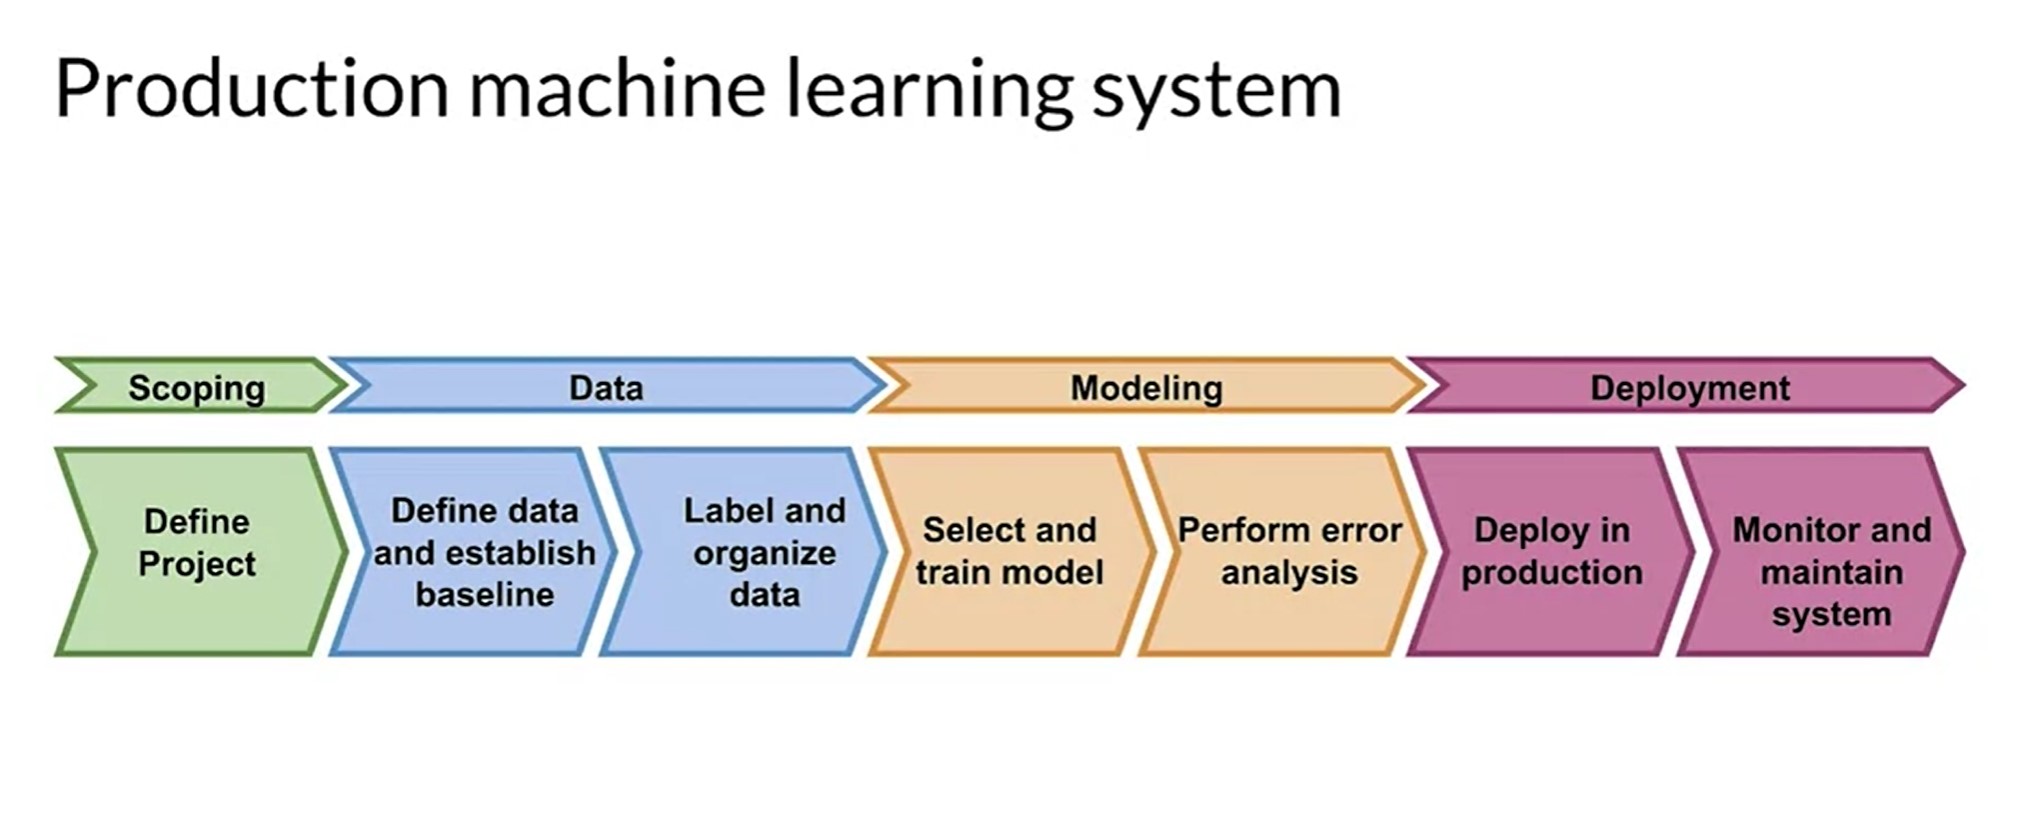 Production machine learning system
Scoping
Data
Modeling
Deployment
Define
Project
Define data
and establish
baseline
Label and
organize
data
Select and
train model
Perform error
analysis
Deploy in
production
Monitor and
maintain
system